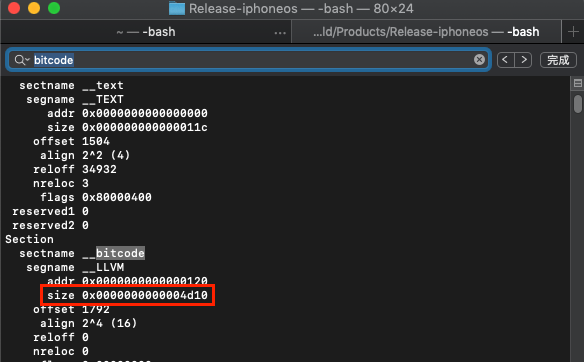 Release-iphoneos — -bash — 80×24
~ — -bash
...ld/Products/Release-iphoneos — -bash
bitcode
完成
sectname __text
segname __TEXT
addr 0x0000000000000000
size 0x000000000000011c
offset 1504
align 2^2 (4)
reloff 34932
nreloc 3
flags 0x80000400
reserved1 0
reserved2 0
Section
sectname __bitcode
segname __LLVM
addr 0x0000000000000120
size 0x0000000000004d10
offset 1792
align 2^4 (16)
reloff 0
nreloc 0